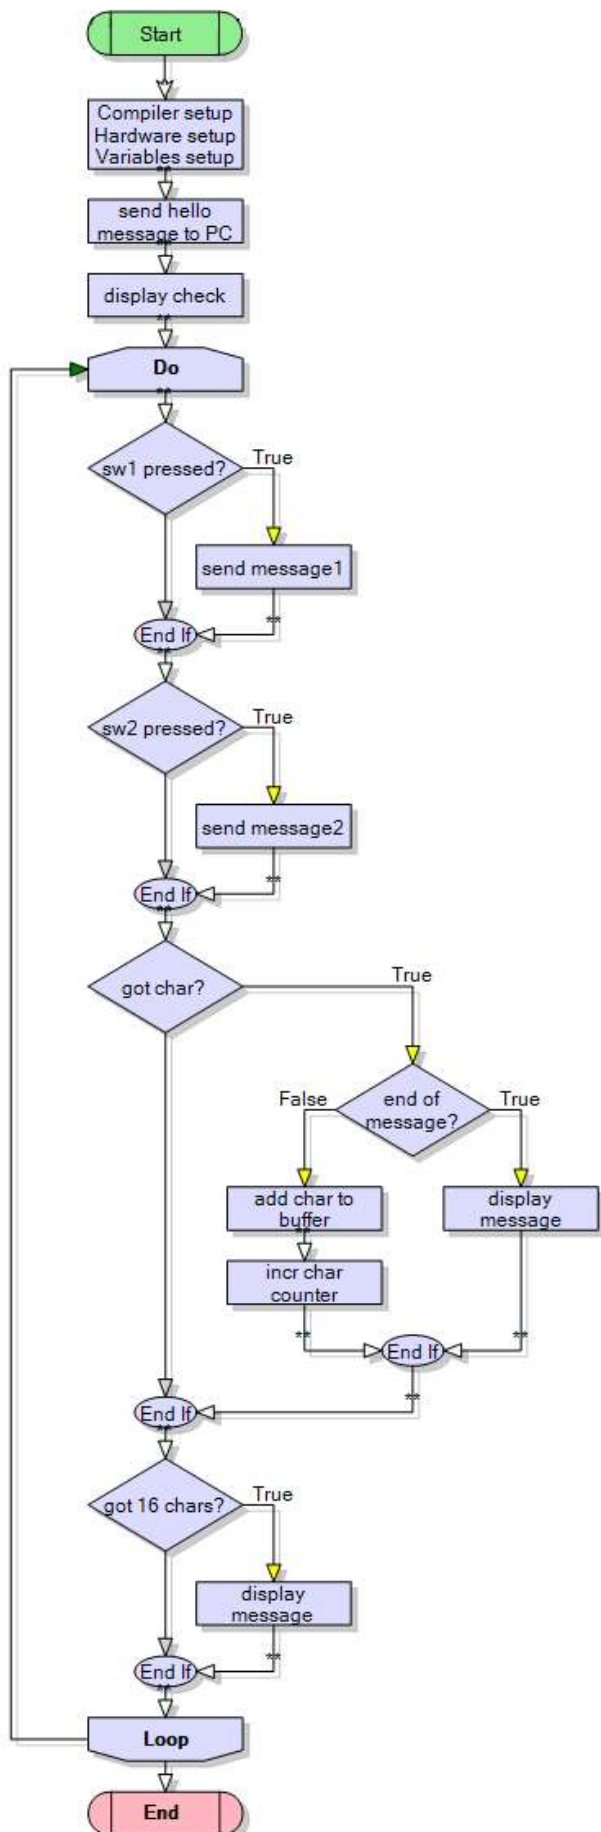 Start
Compiler setup
Hardware setup
Variables setup
**
send hello
message to PC
**
display check
**
Do
**
sw1 pressed?
True
send message1
**
End If
**
sw2 pressed?
True
send message2
**
End If
**
got char?
True
end of
message?
False
True
add char to
buffer
**
incr char
counter
**
display
message
**
End If
**
End If
**
got 16 chars?
True
display
message
**
End If
**
Loop
End